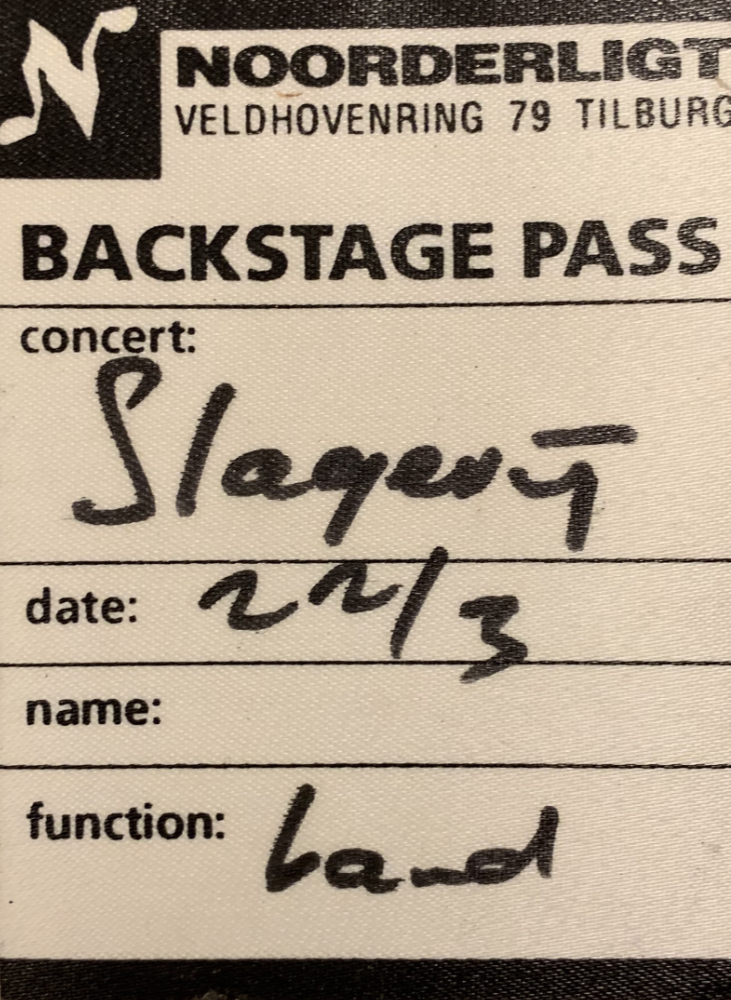 N NOORDERLIGT
VELDHOVENRING 79 TILBURG
BACKSTAGE PASS
concert:
Slagerij
date: 22/3
name:
function: band